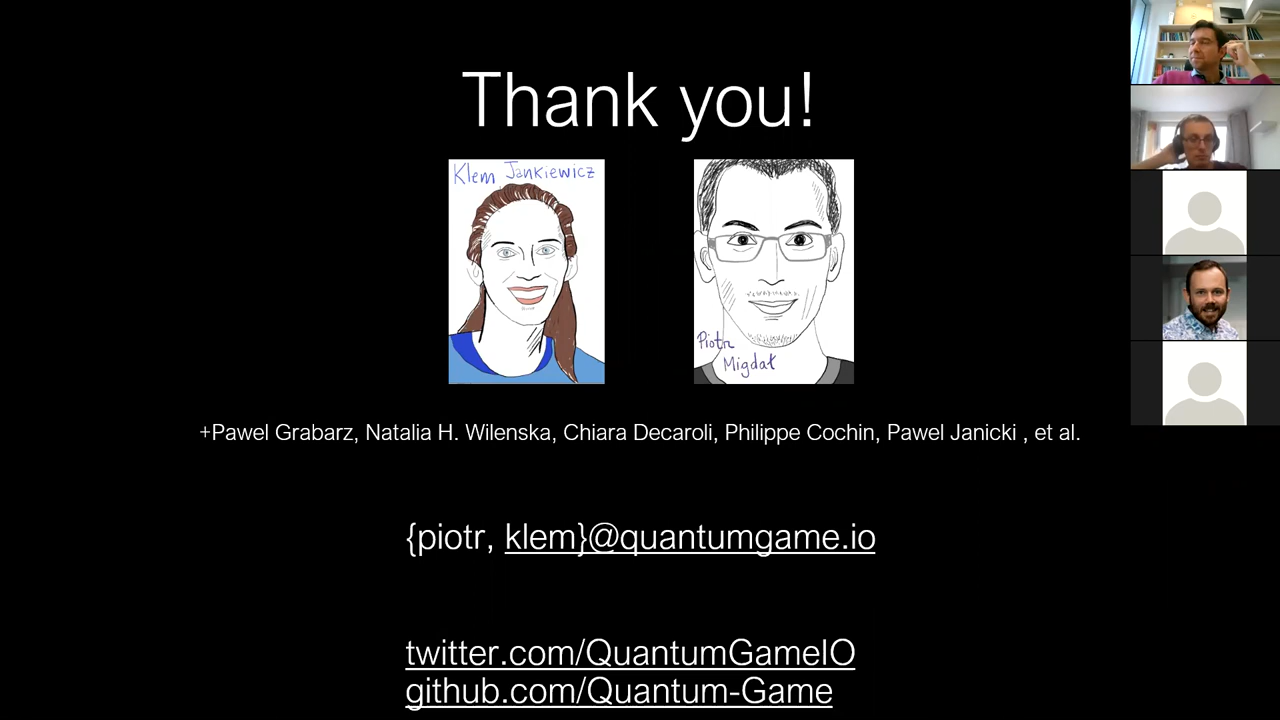 Thank you!
Klem Jankiewicz
Piotr
Migdał
+Pawel Grabarz, Natalia H. Wilenska, Chiara Decaroli, Philippe Cochin, Pawel Janicki , et al.
{piotr, klem}@quantumgame.io
twitter.com/QuantumGameIO
github.com/Quantum-Game